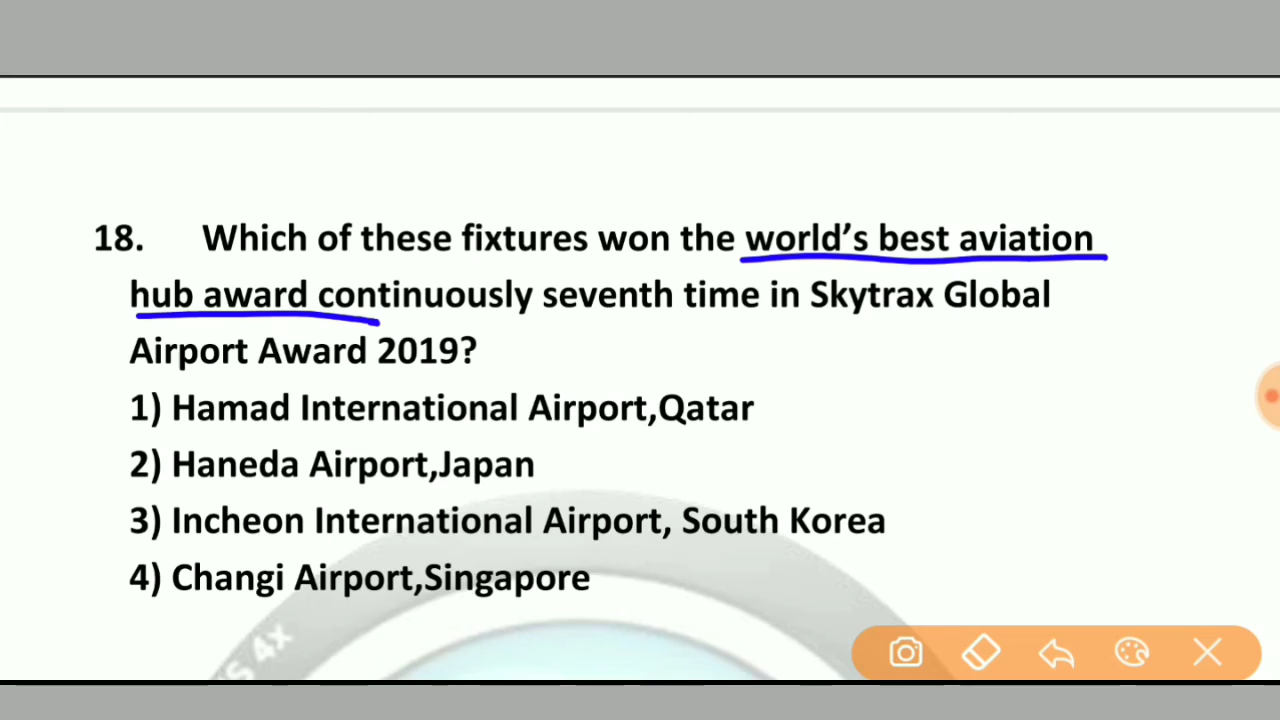 18. Which of these fixtures won the world’s best aviation
hub award continuously seventh time in Skytrax Global
Airport Award 2019?
1) Hamad International Airport,Qatar
2) Haneda Airport,Japan
3) Incheon International Airport, South Korea
4) Changi Airport,Singapore
S 4x